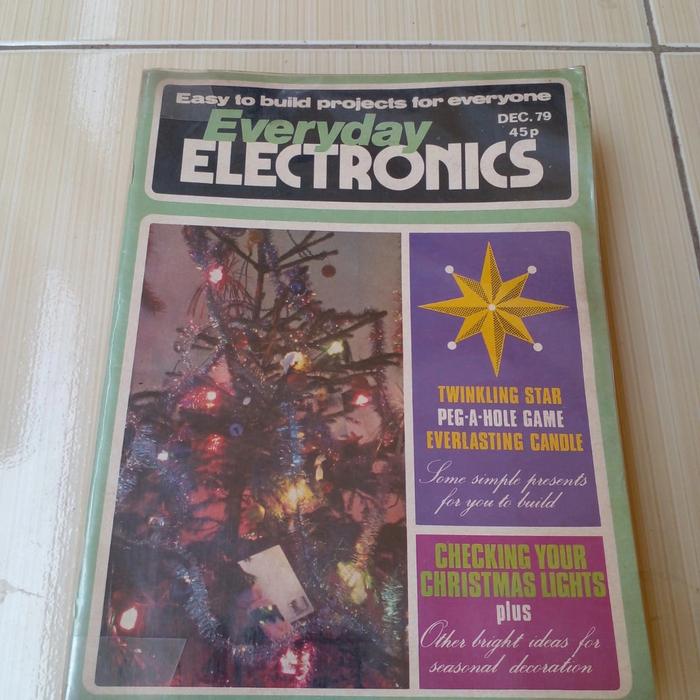 Easy to build projects for everyone
Everyday
ELECTRONICS
DEC. 79
45p
TWINKLING STAR
PEG-A-HOLE GAME
EVERLASTING CANDLE
Some simple presents
for you to build
CHECKING YOUR
CHRISTMAS LIGHTS
plus
Other bright ideas for
seasonal decoration